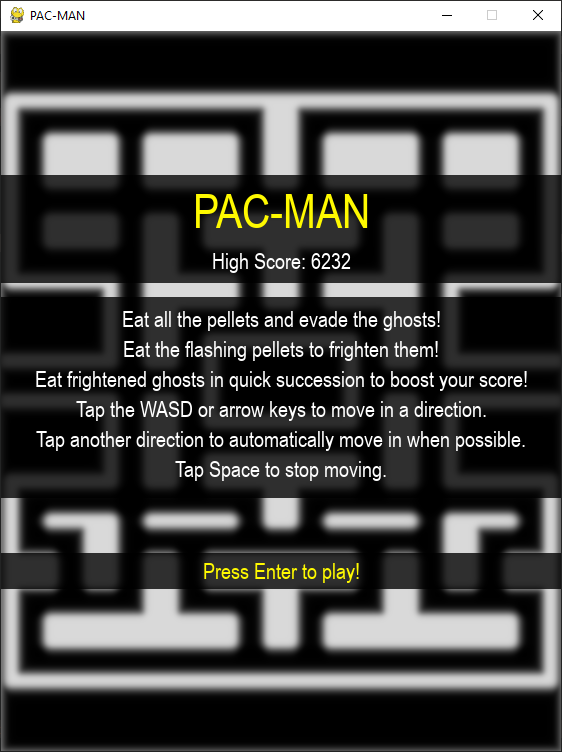 PAC-MAN
PAC-MAN
High Score: 6232
Eat all the pellets and evade the ghosts!
Eat the flashing pellets to frighten them!
Eat frightened ghosts in quick succession to boost your score!
Tap the WASD or arrow keys to move in a direction.
Tap another direction to automatically move in when possible.
Tap Space to stop moving.
Press Enter to play!